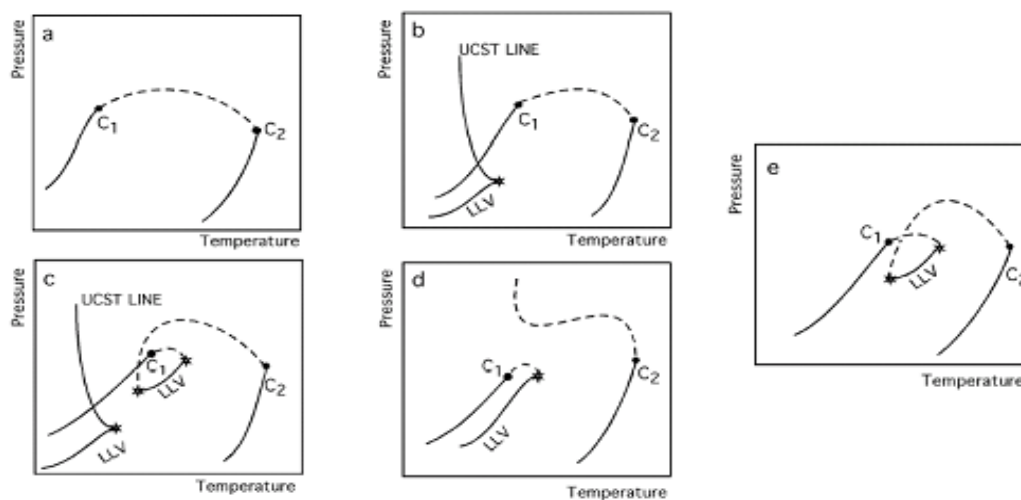 a
Pressure
C1
C2
Temperature
b
Pressure
UCST LINE
C1
C2
LLV
Temperature
c
Pressure
UCST LINE
C1
LLV
C2
LLV
Temperature
d
Pressure
C1
C2
LLV
Temperature
e
Pressure
C1
LLV
C2
Temperature